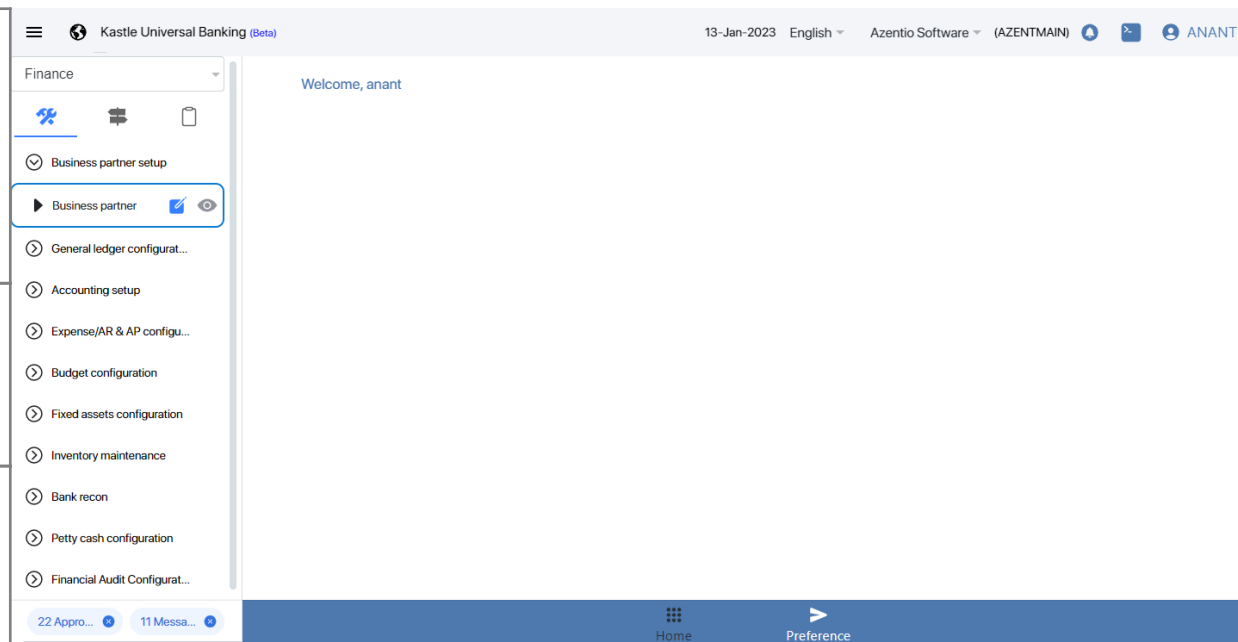 Kastle Universal Banking (Beta)
13-Jan-2023 English Azentio Software (AZENTMAIN) ANANT
Finance
Welcome, anant
Business partner setup
Business partner
General ledger configurat...
Accounting setup
Expense/AR & AP configu...
Budget configuration
Fixed assets configuration
Inventory maintenance
Bank recon
Petty cash configuration
Financial Audit Configurat...
22 Appro... 11 Messa...
Home Preference